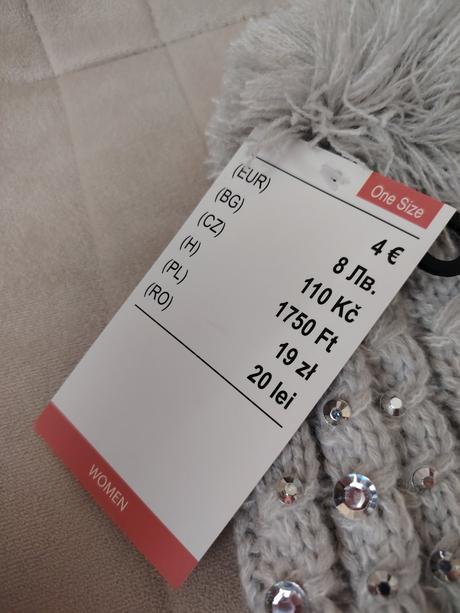 One Size
(EUR) 4 €
(BG) 8 Лв.
(CZ) 110 Kč
(H) 1750 Ft
(PL) 19 zł
(RO) 20 lei
WOMEN